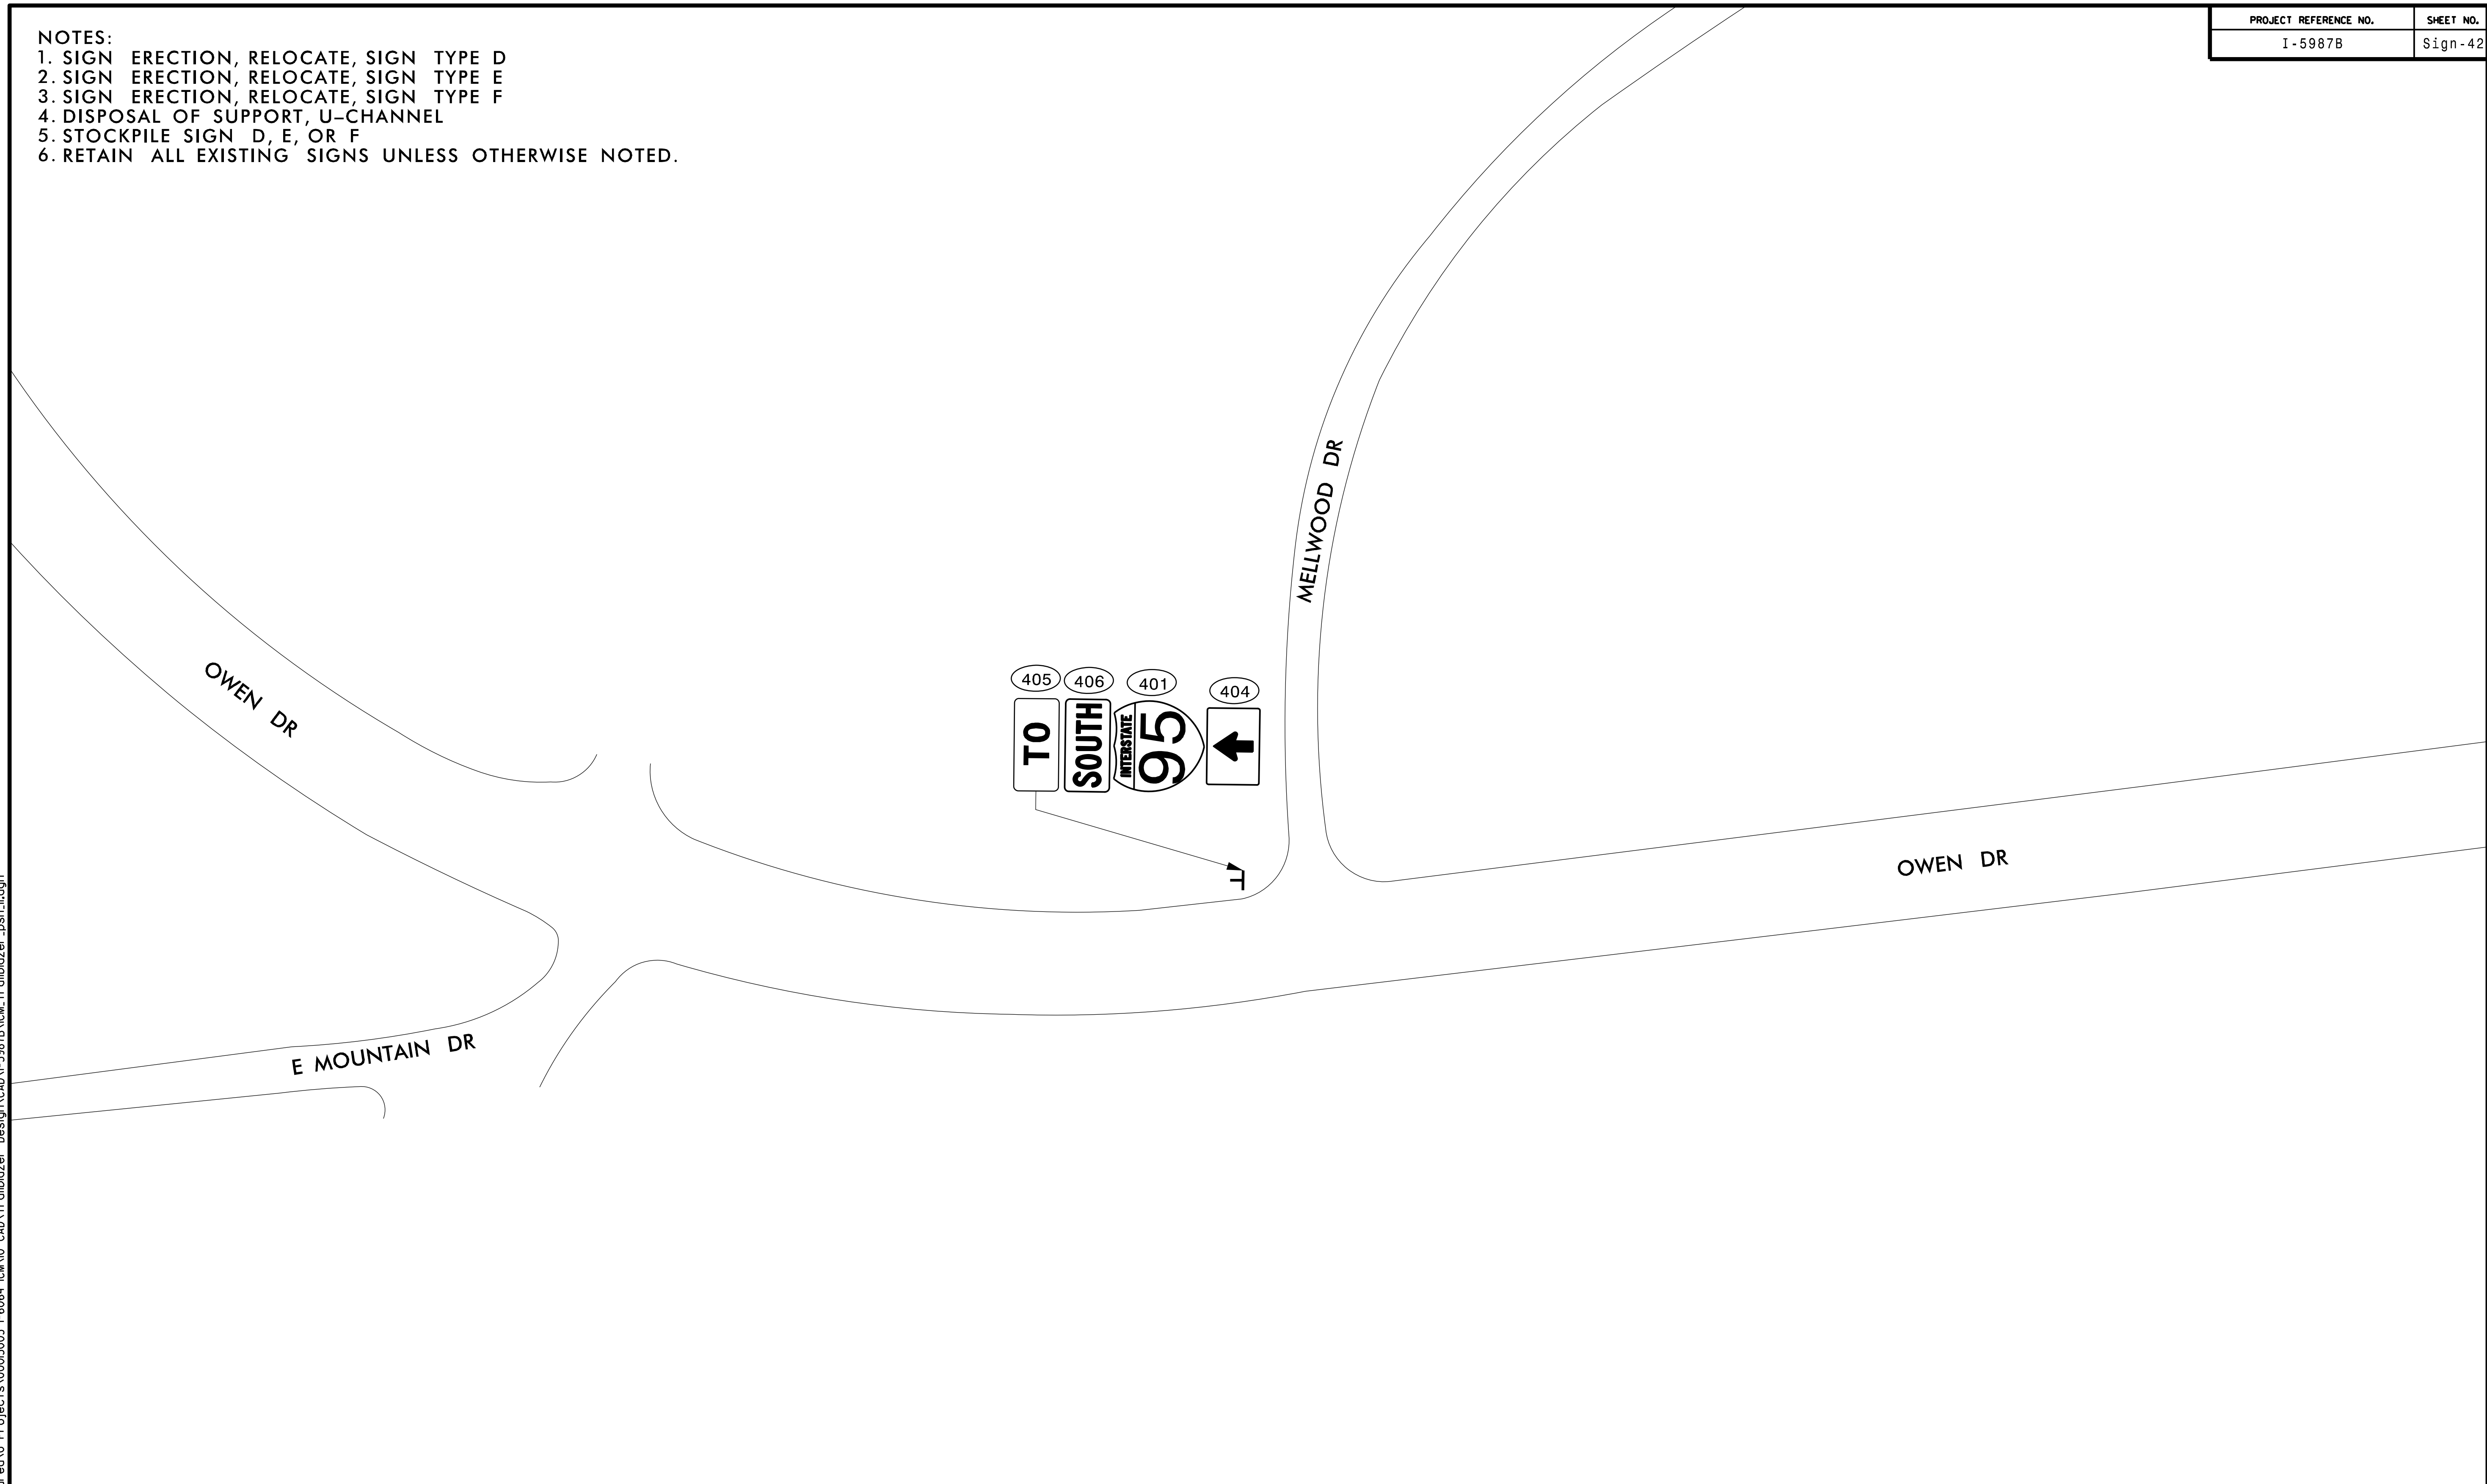 NOTES:
1. SIGN ERECTION, RELOCATE, SIGN TYPE D
2. SIGN ERECTION, RELOCATE, SIGN TYPE E
3. SIGN ERECTION, RELOCATE, SIGN TYPE F
4. DISPOSAL OF SUPPORT, U–CHANNEL
5. STOCKPILE SIGN D, E, OR F
6. RETAIN ALL EXISTING SIGNS UNLESS OTHERWISE NOTED.
PROJECT REFERENCE NO. SHEET NO.
I-5987B Sign-42
MELLWOOD DR
OWEN DR
405 406 401 404
TO
SOUTH
INTERSTATE
95
OWEN DR
E MOUNTAIN DR